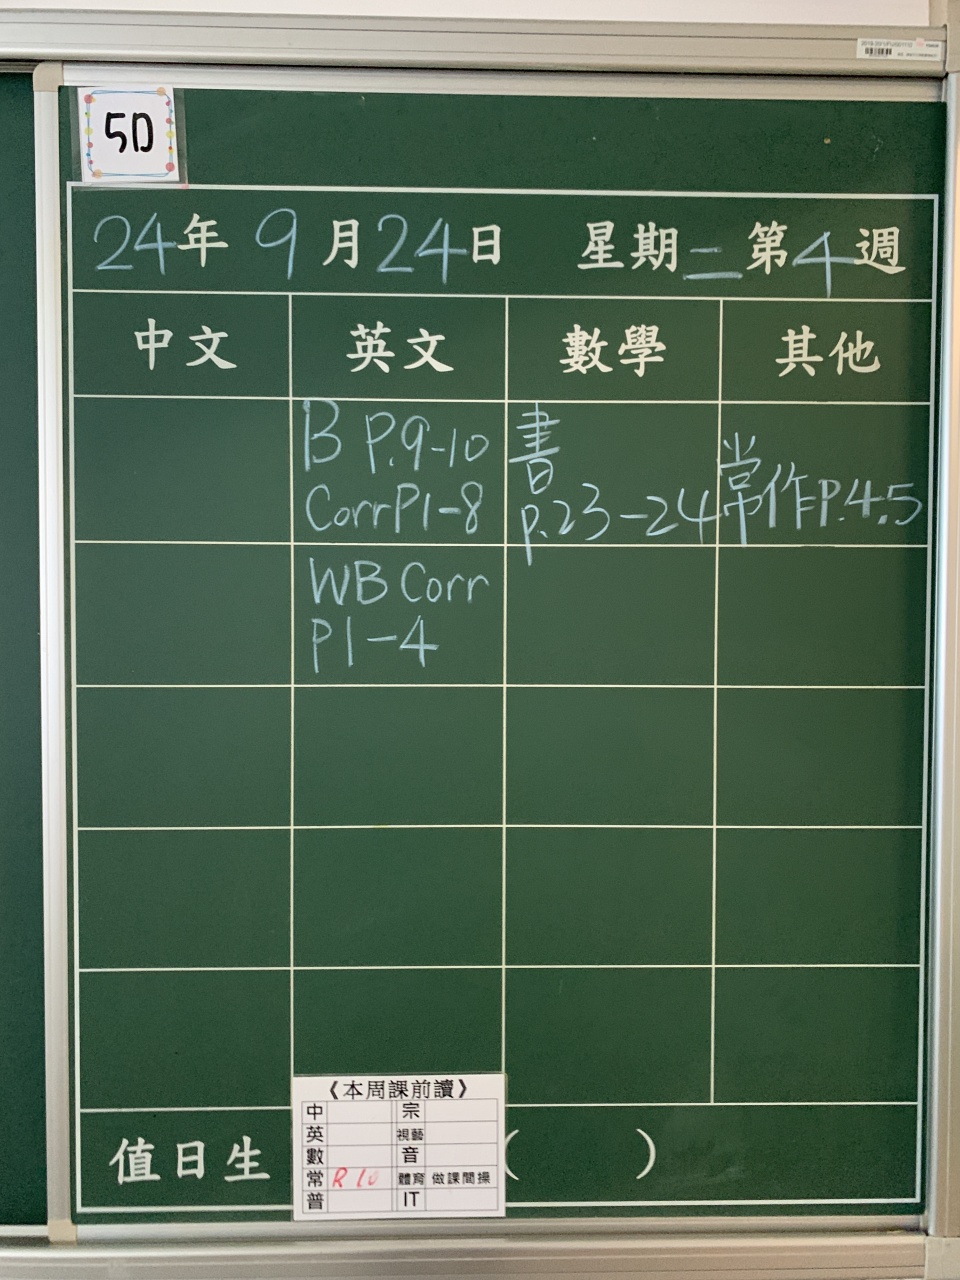 5D
24年 9月24日 星期二第4週
中文 英文 數學 其他
B P.9-10
Corr P1-8
書
p.23-24
常作P.4.5
WB Corr
P1-4
《本周課前讀》
中 宗
英 視藝
數 音
常 R 10 體育 做課間操
普 IT
值日生 ( )